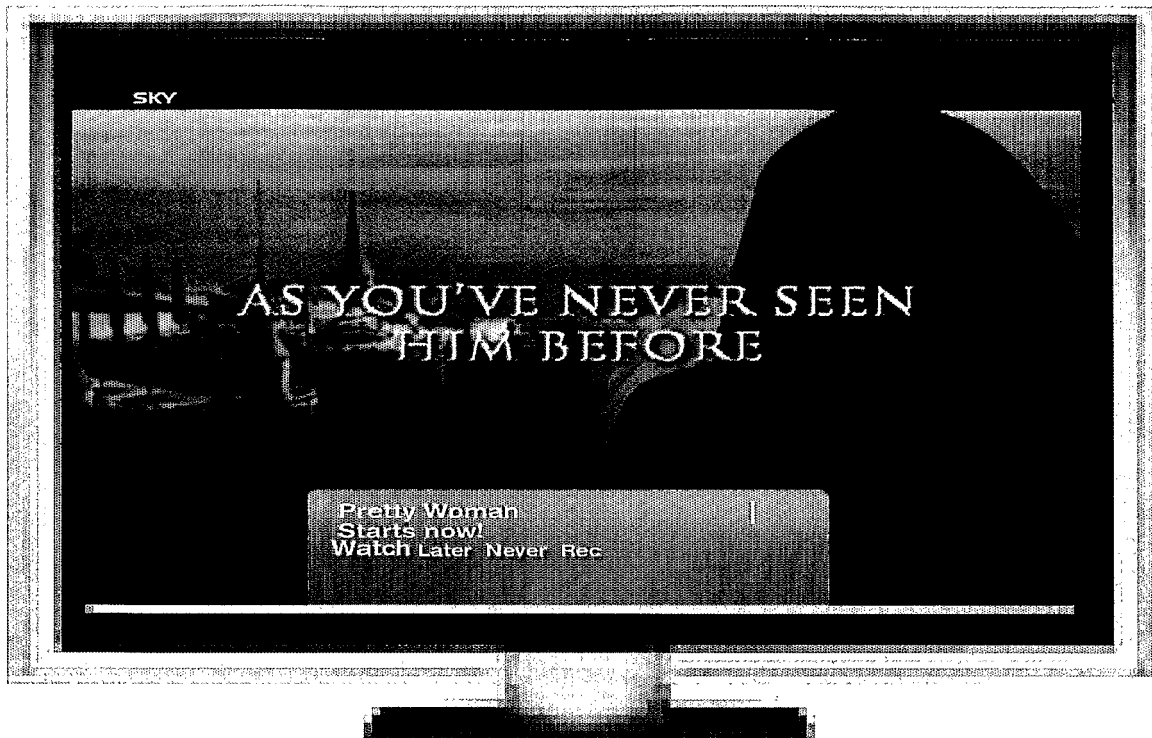 SKY
AS YOU'VE NEVER SEEN
HIM BEFORE
Pretty Woman
Starts now!
Watch Later Never Rec